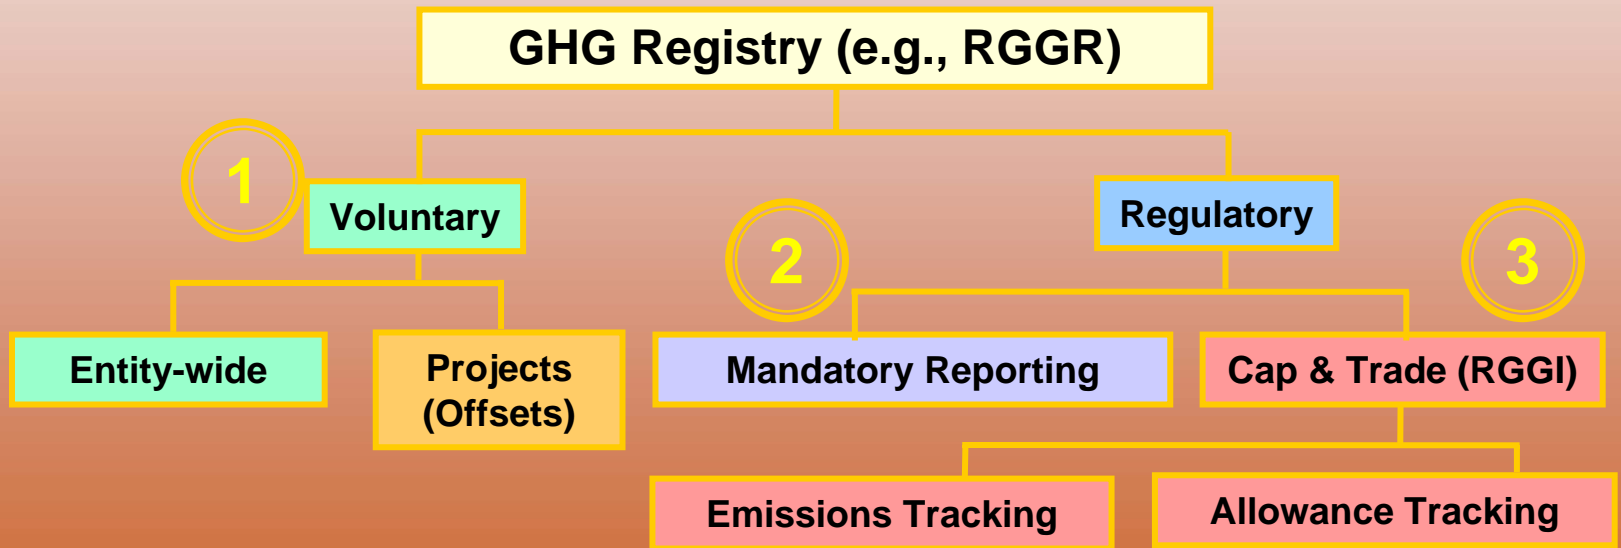 GHG Registry (e.g., RGGR)
1
Voluntary
Regulatory
2
3
Entity-wide
Projects
(Offsets)
Mandatory Reporting
Cap & Trade (RGGI)
Emissions Tracking
Allowance Tracking